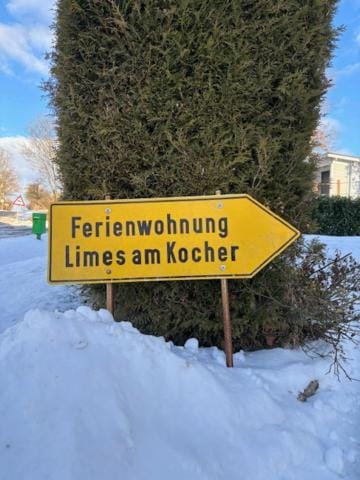 Ferienwohnung
Limes am Kocher